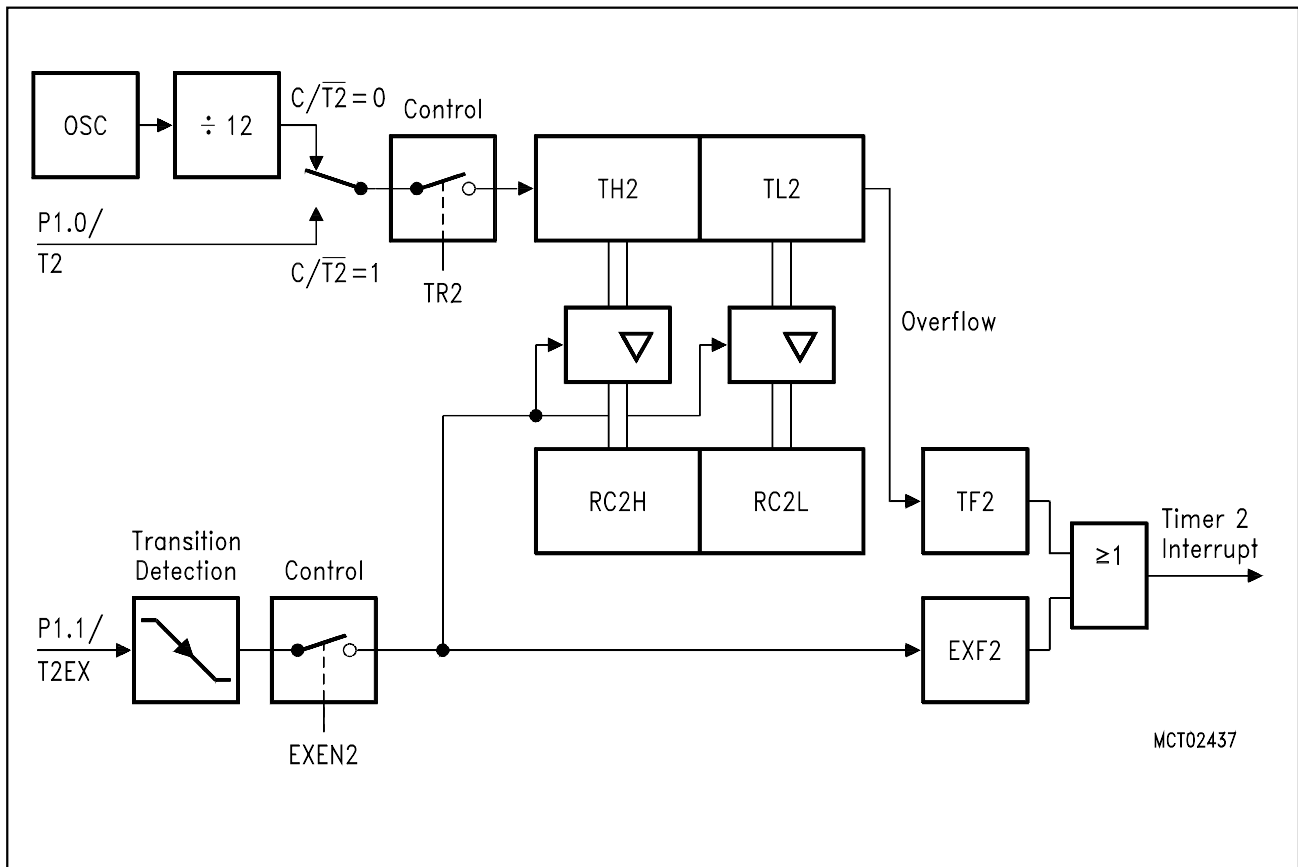 OSC
÷ 12
C/T2̅=0
Control
TH2
TL2
P1.0/
T2
C/T2̅=1
TR2
Overflow
RC2H
RC2L
TF2
Timer 2
Interrupt
≥1
Transition
Detection
Control
P1.1/
T2EX
EXF2
EXEN2
MCT02437